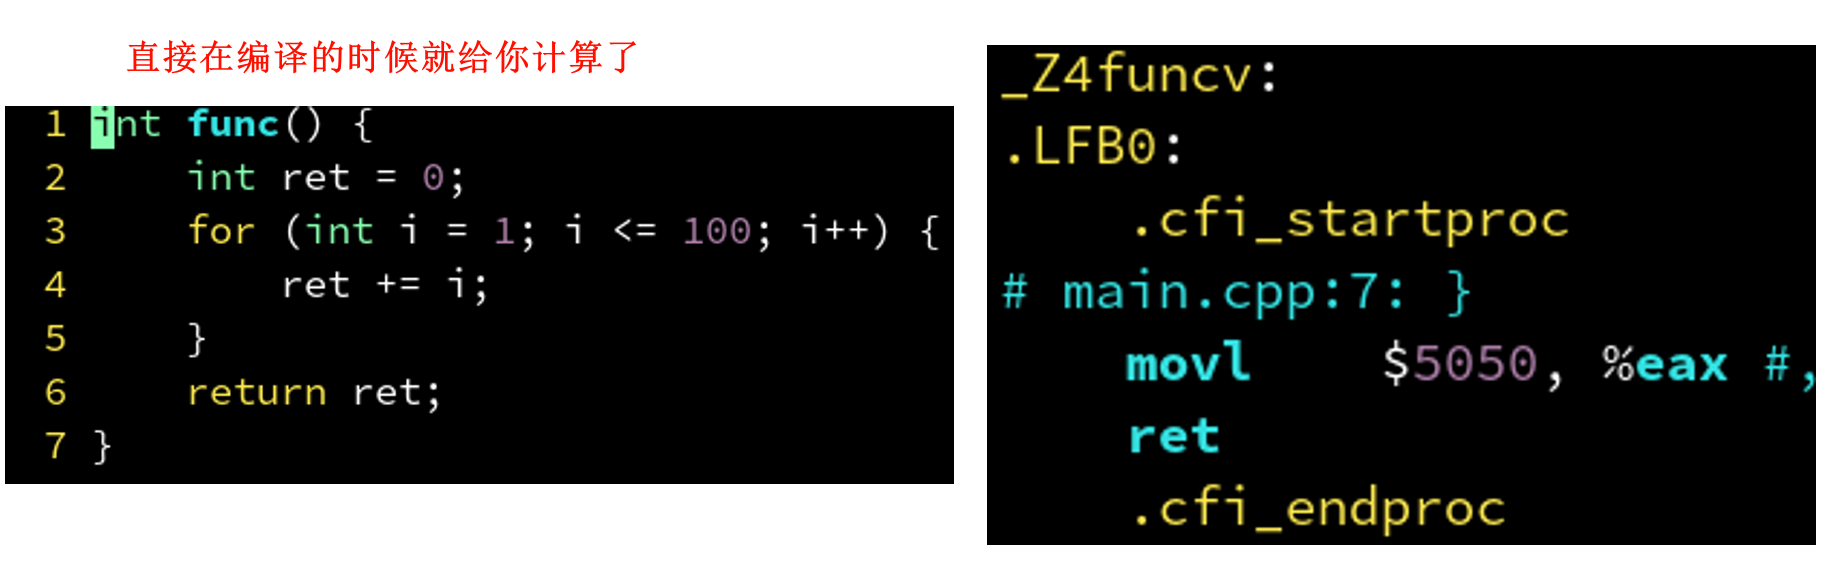 直接在编译的时候就给你计算了
1 int func() {
2     int ret = 0;
3     for (int i = 1; i <= 100; i++) {
4         ret += i;
5     }
6     return ret;
7 }
_Z4funcv:
.LFB0:
    .cfi_startproc
# main.cpp:7: }
    movl    $5050, %eax #,
    ret
    .cfi_endproc